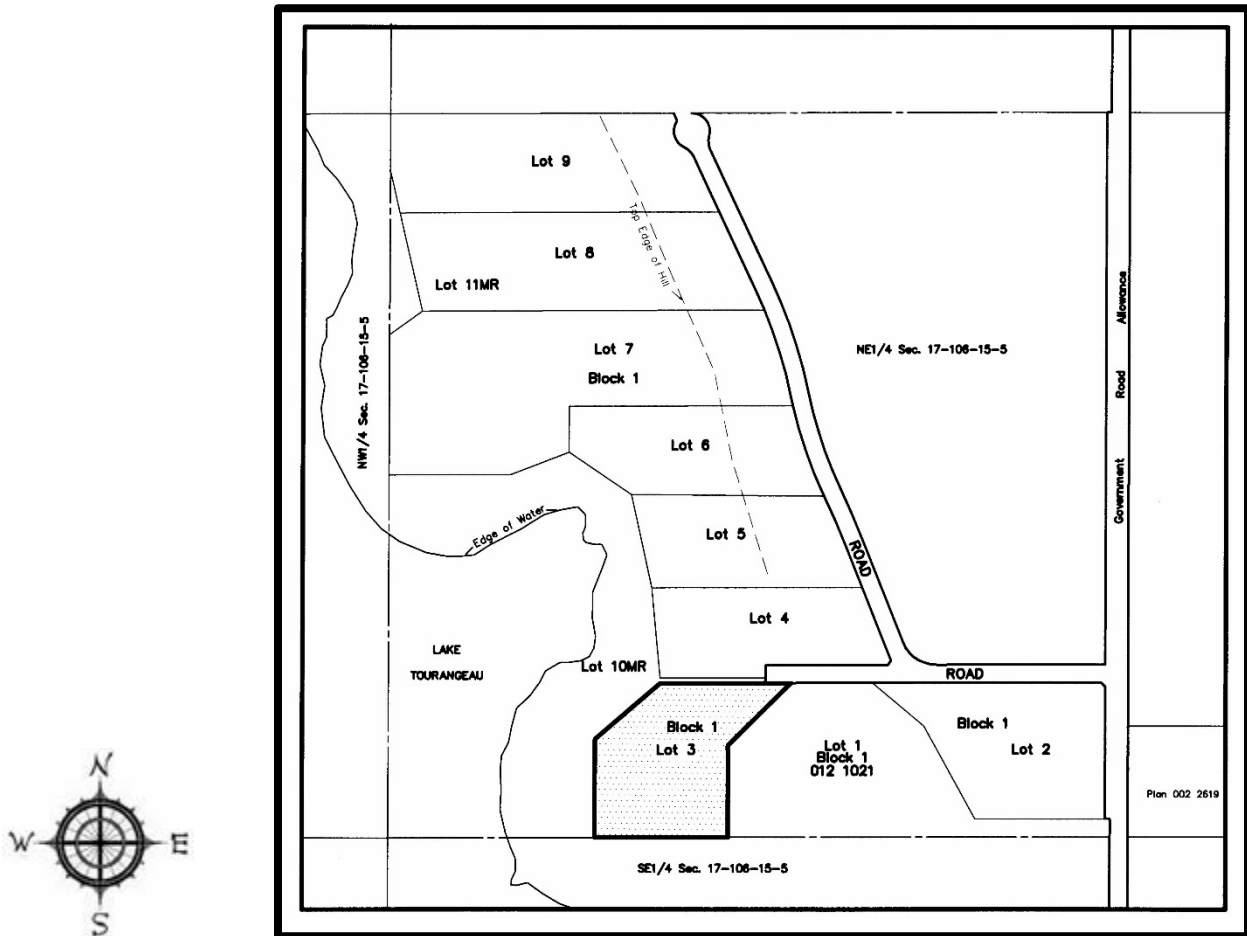 Lot 9
Top Edge of Hill
Lot 8
Lot 11MR
Government Road Allowance
NW1/4 Sec. 17-106-15-5
Lot 7
Block 1
NE1/4 Sec. 17-106-15-5
Lot 6
Edge of Water
Lot 5
ROAD
Lot 4
LAKE
TOURANGEAU
Lot 10MR
ROAD
Block 1
Lot 3
Lot 1
Block 1
012 1021
Block 1
Lot 2
Plan 002 2619
SE1/4 Sec. 17-106-15-5
N
W
E
S